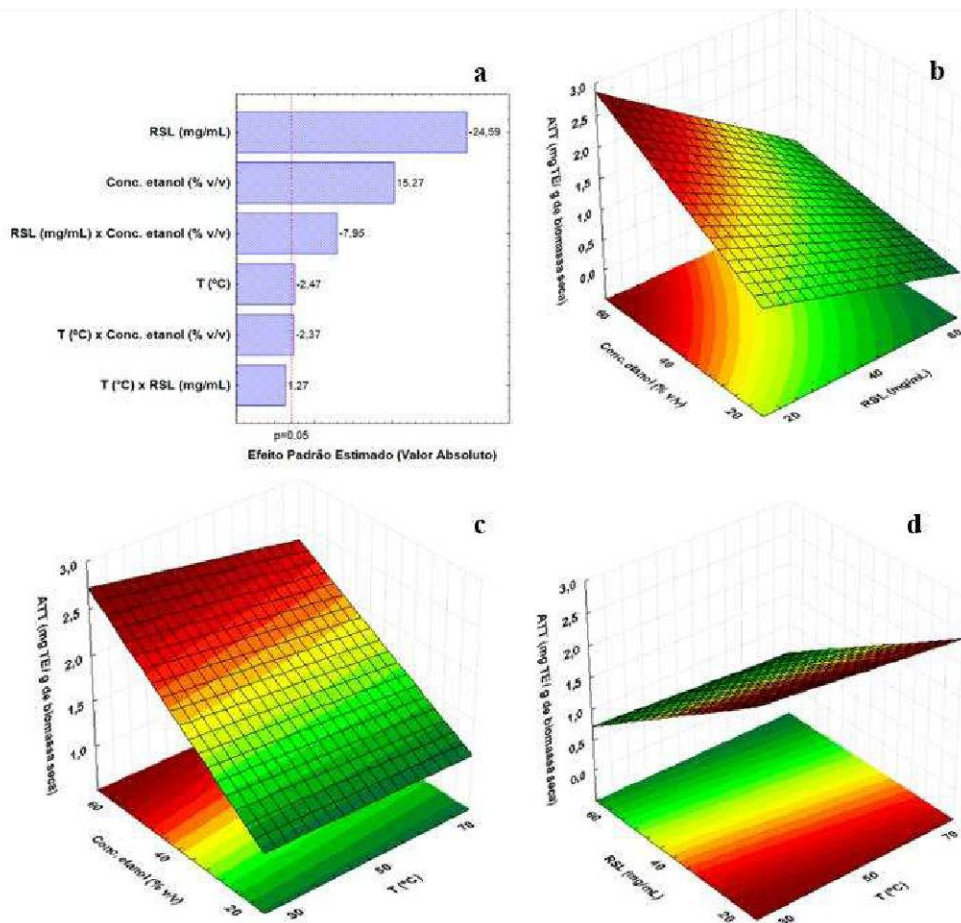 a
RSL (mg/mL)
-24,59
Conc. etanol (% v/v)
15,27
RSL (mg/mL) x Conc. etanol (% v/v)
-7,95
T (ºC)
-2,47
T (ºC) x Conc. etanol (% v/v)
-2,37
T (ºC) x RSL (mg/mL)
1,27
p=0,05
Efeito Padrão Estimado (Valor Absoluto)
b
3,0
2,5
2,0
1,5
1,0
0,5
0,0
ATT (mg TE/ g de biomassa seca)
60
40
20
Conc. etanol (% v/v)
20
40
60
RSL (mg/mL)
c
3,0
2,5
2,0
1,5
1,0
ATT (mg TE/ g de biomassa seca)
60
40
20
Conc. etanol (% v/v)
30
50
70
T (ºC)
d
3,0
2,5
2,0
1,5
1,0
0,5
0,0
ATT (mg TE/ g de biomassa seca)
60
40
20
RSL (mg/mL)
30
50
70
T (ºC)